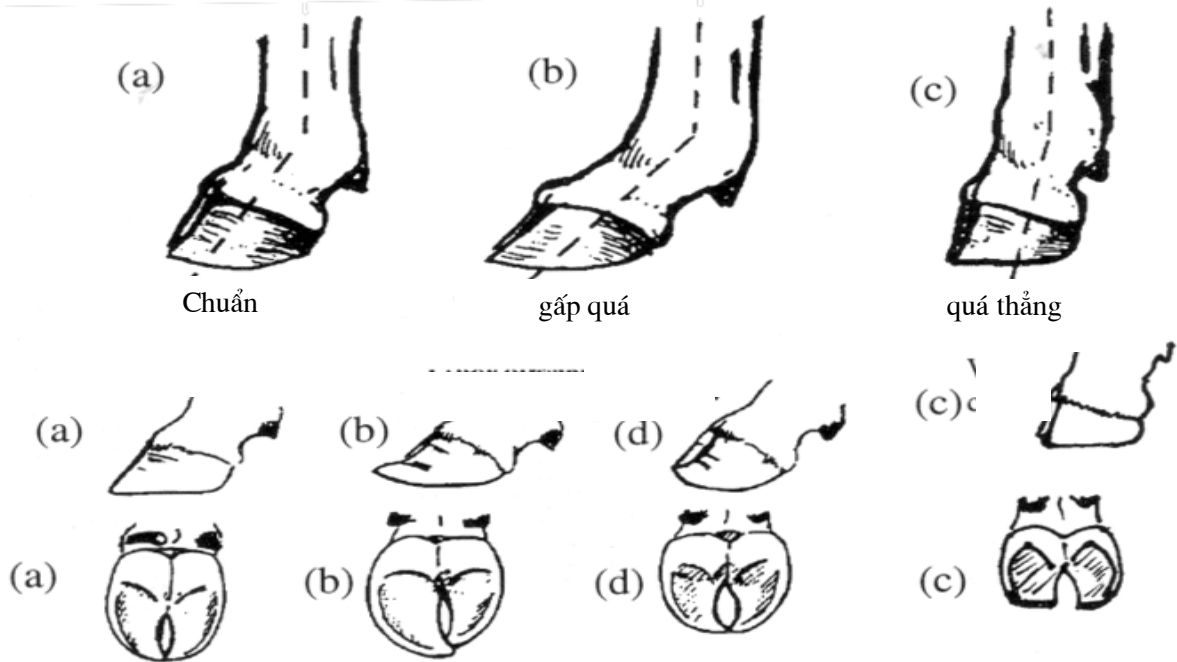 (a) (b) (c)
Chuẩn gấp quá quá thẳng
(a) (b) (d) (c)
(a) (b) (d) (c)